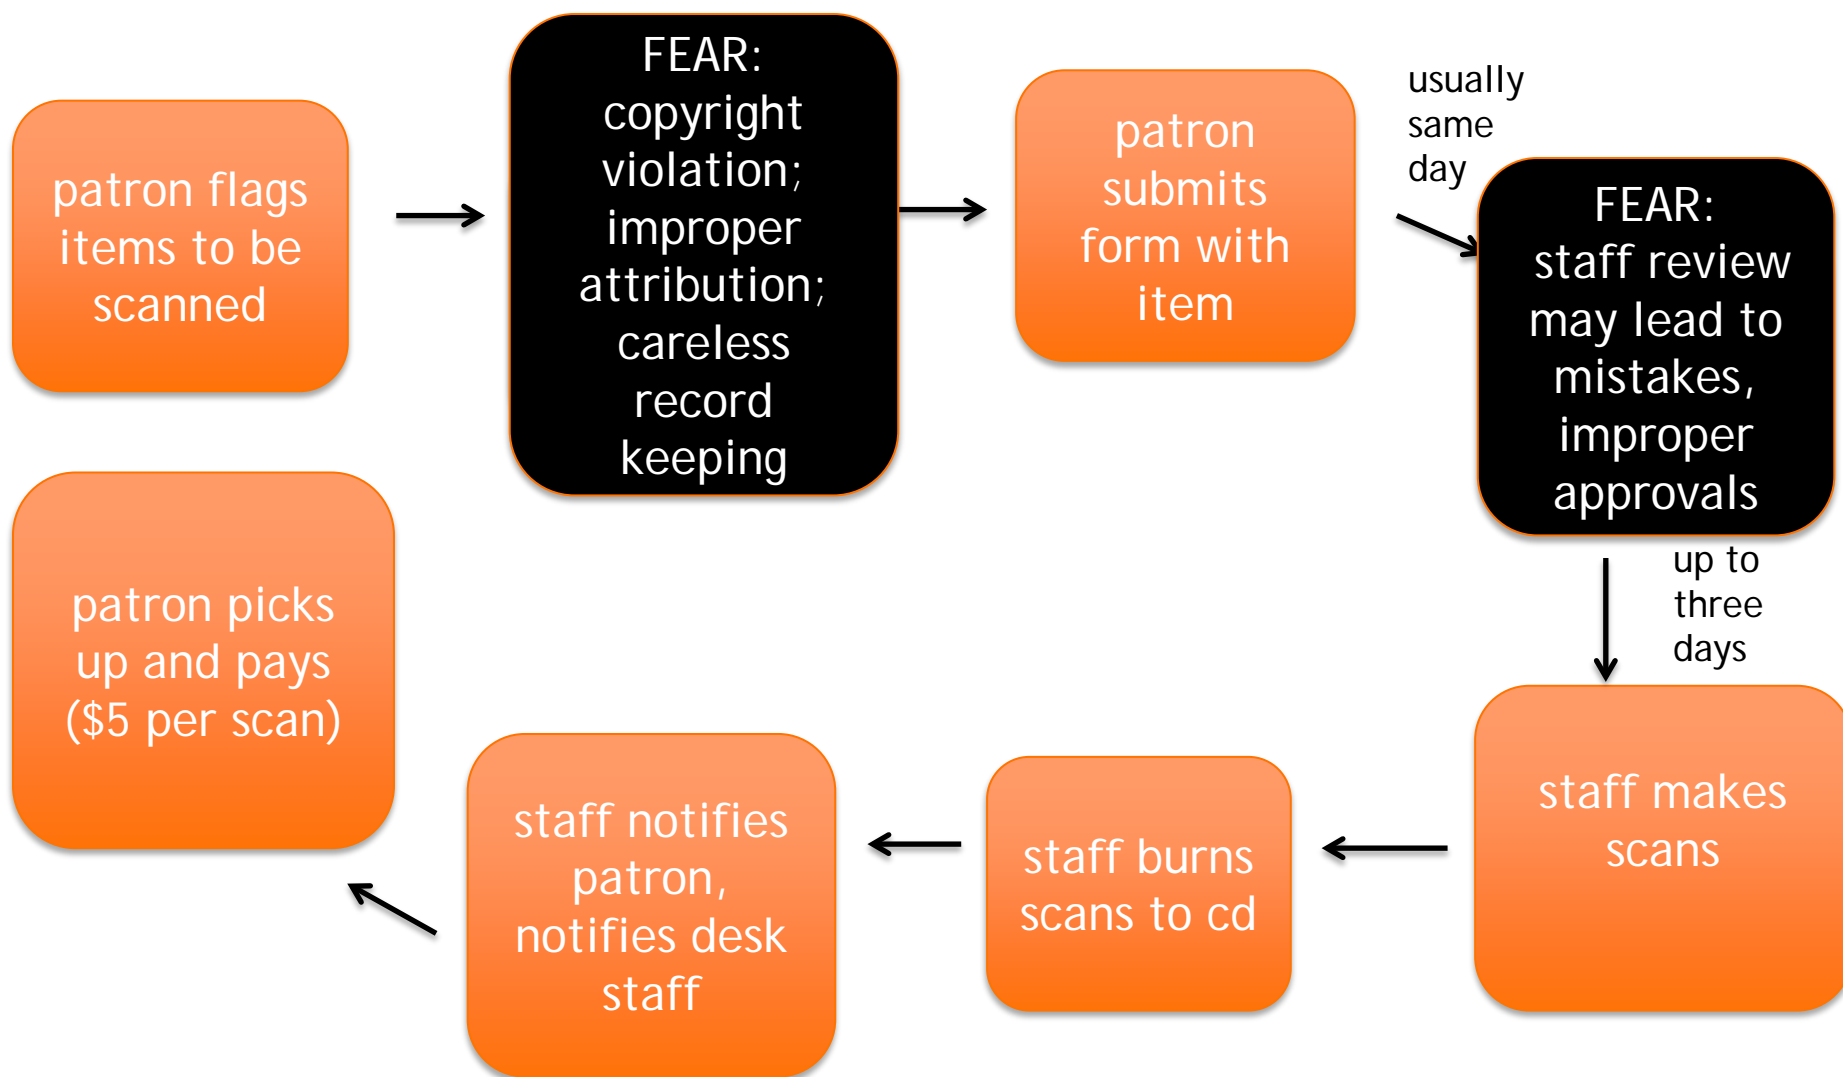 patron flags
items to be
scanned
FEAR:
copyright
violation;
improper
attribution;
careless
record
keeping
patron
submits
form with
item
usually
same
day
FEAR:
staff review
may lead to
mistakes,
improper
approvals
up to
three
days
staff makes
scans
staff burns
scans to cd
staff notifies
patron,
notifies desk
staff
patron picks
up and pays
($5 per scan)